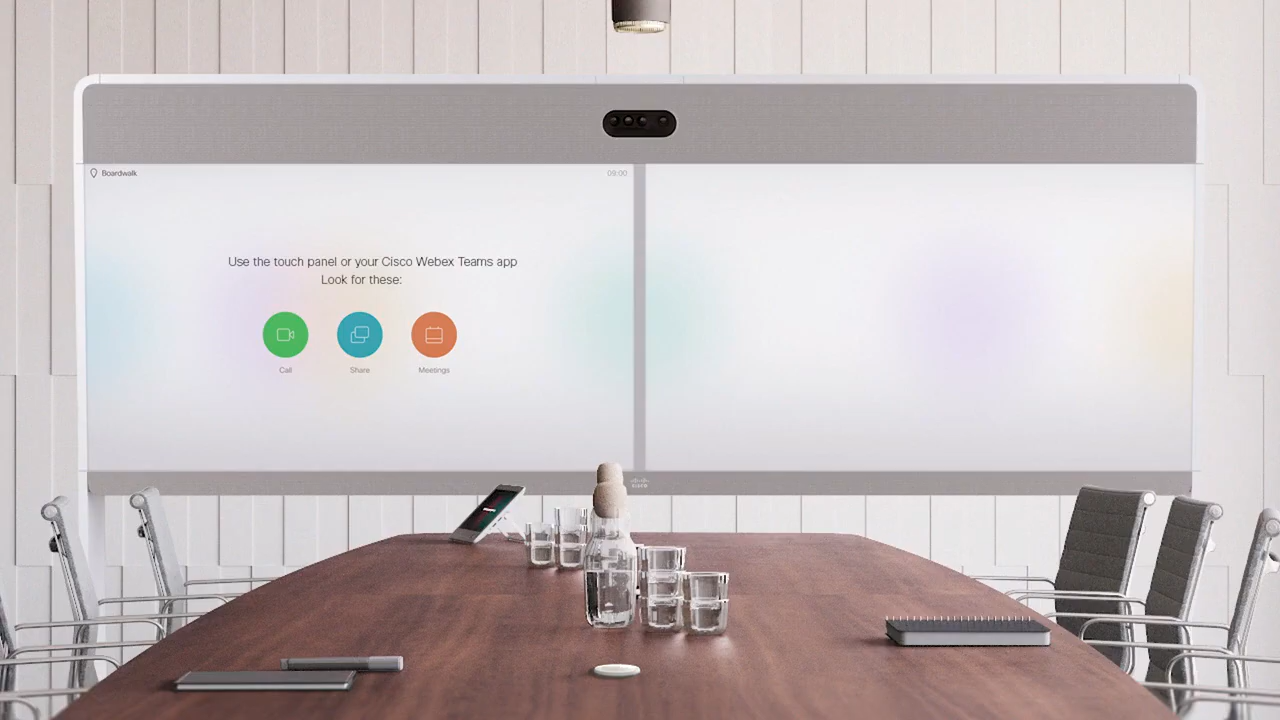 Boardwalk
09:00
Use the touch panel or your Cisco Webex Teams app
Look for these:
Call
Share
Meetings
CISCO